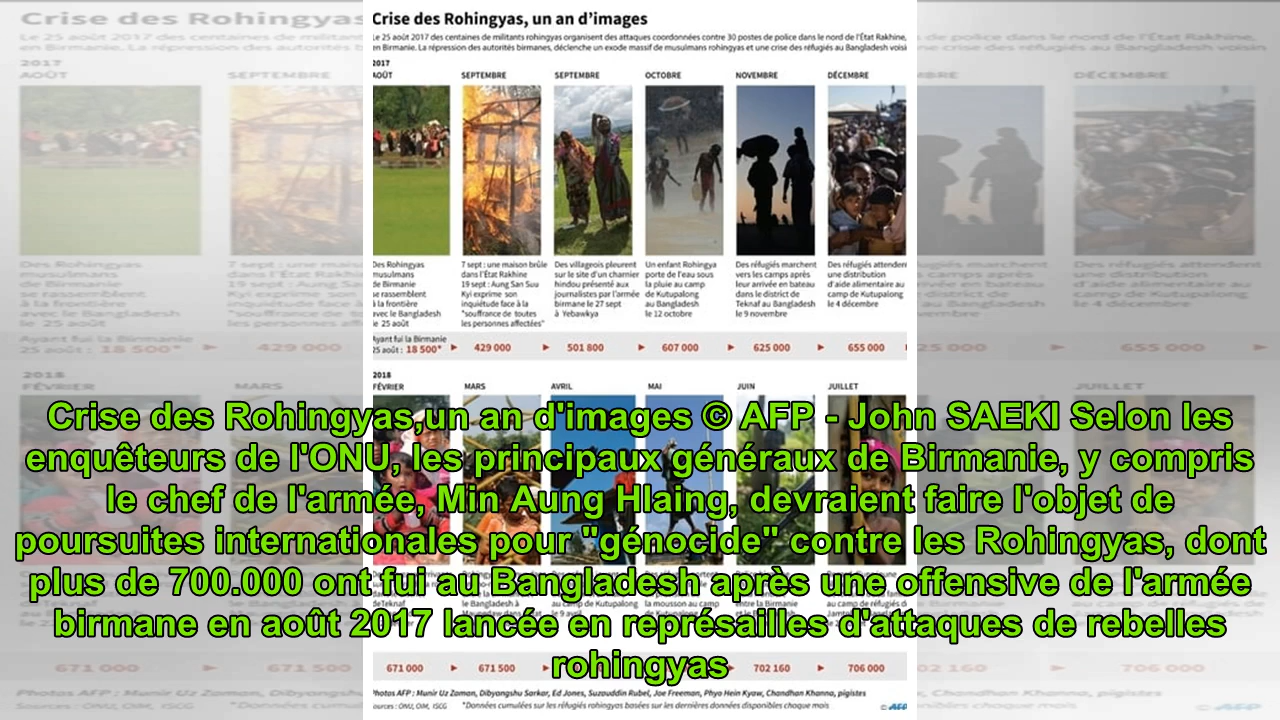 Crise des Rohingyas, un an d’images
Le 25 août 2017 des centaines de militants rohingyas organisent des attaques coordonnées contre 30 postes de police dans le nord de l'État Rakhine,
en Birmanie. La répression des autorités birmanes, déclenche un exode massif de musulmans rohingyas et une crise des réfugiés au Bangladesh voisin
2017
AOÛT SEPTEMBRE SEPTEMBRE OCTOBRE NOVEMBRE DÉCEMBRE
Des Rohingyas
musulmans
de Birmanie
se rassemblent
à la frontière
avec le Bangladesh
le 25 août
7 sept : une maison brûle
dans l'État Rakhine
19 sept : Aung San Suu
Kyi exprime son
inquiétude face à la
"souffrance de toutes
les personnes affectées"
Des villageois pleurent
sur le site d'un charnier
hindou présenté aux
journalistes par l'armée
birmane le 27 sept
à Yebawkya
Un enfant Rohingya
porte de l'eau sous
la pluie au camp
de Kutupalong
au Bangladesh
le 12 octobre
Des réfugiés marchent
vers les camps après
leur arrivée en bateau
dans le district de
Teknaf au Bangladesh
le 9 novembre
Des réfugiés attendent
une distribution
d'aide alimentaire au
camp de Kutupalong
le 4 décembre
Ayant fui la Birmanie
25 août : 18 500* 429 000 501 800 607 000 625 000 655 000
2018
FÉVRIER MARS AVRIL MAI JUIN JUILLET
Crise des Rohingyas,un an d'images © AFP - John SAEKI Selon les
enquêteurs de l'ONU, les principaux généraux de Birmanie, y compris
le chef de l'armée, Min Aung Hlaing, devraient faire l'objet de
poursuites internationales pour "génocide" contre les Rohingyas, dont
plus de 700.000 ont fui au Bangladesh après une offensive de l'armée
birmane en août 2017 lancée en représailles d'attaques de rebelles
rohingyas
671 000 671 500 702 160 706 000
Photos AFP : Munir Uz Zaman, Dibyangshu Sarkar, Ed Jones, Suzauddin Rubel, Joe Freeman, Phyo Hein Kyaw, Chandhan Khanna, pigistes
Sources : ONU, OIM, ISCG *Données cumulées sur les réfugiés rohingyas basées sur les dernières données disponibles chaque mois © AFP